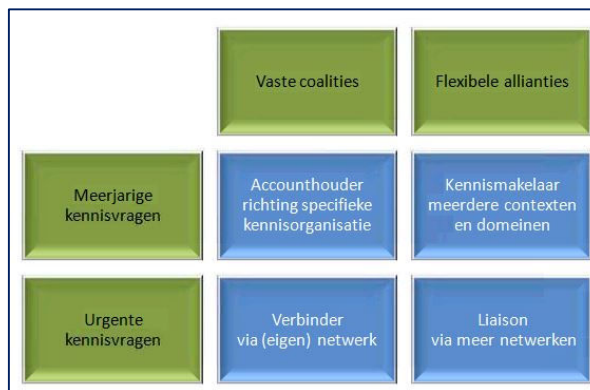 Vaste coalities
Flexibele allianties
Meerjarige
kennisvragen
Accounthouder
richting specifieke
kennisorganisatie
Kennismakelaar
meerdere contexten
en domeinen
Urgente
kennisvragen
Verbinder
via (eigen) netwerk
Liaison
via meer netwerken